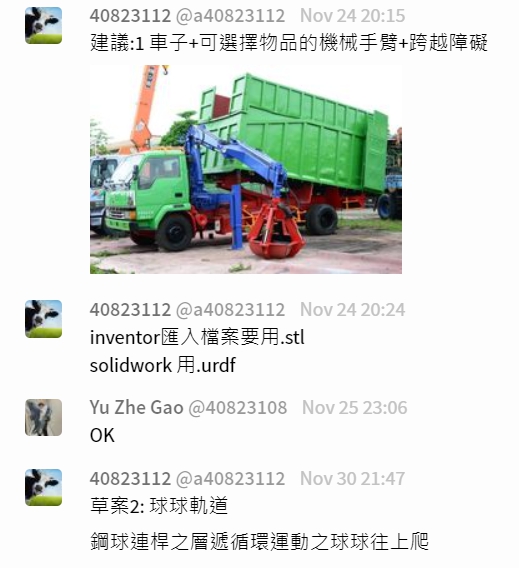 40823112 @a40823112 Nov 24 20:15
建議:1 車子+可選擇物品的機械手臂+跨越障礙
40823112 @a40823112 Nov 24 20:24
inventor匯入檔案要用.stl
solidwork 用.urdf
Yu Zhe Gao @40823108 Nov 25 23:06
OK
40823112 @a40823112 Nov 30 21:47
草案2: 球球軌道
鋼球連桿之層遞循環運動之球球往上爬